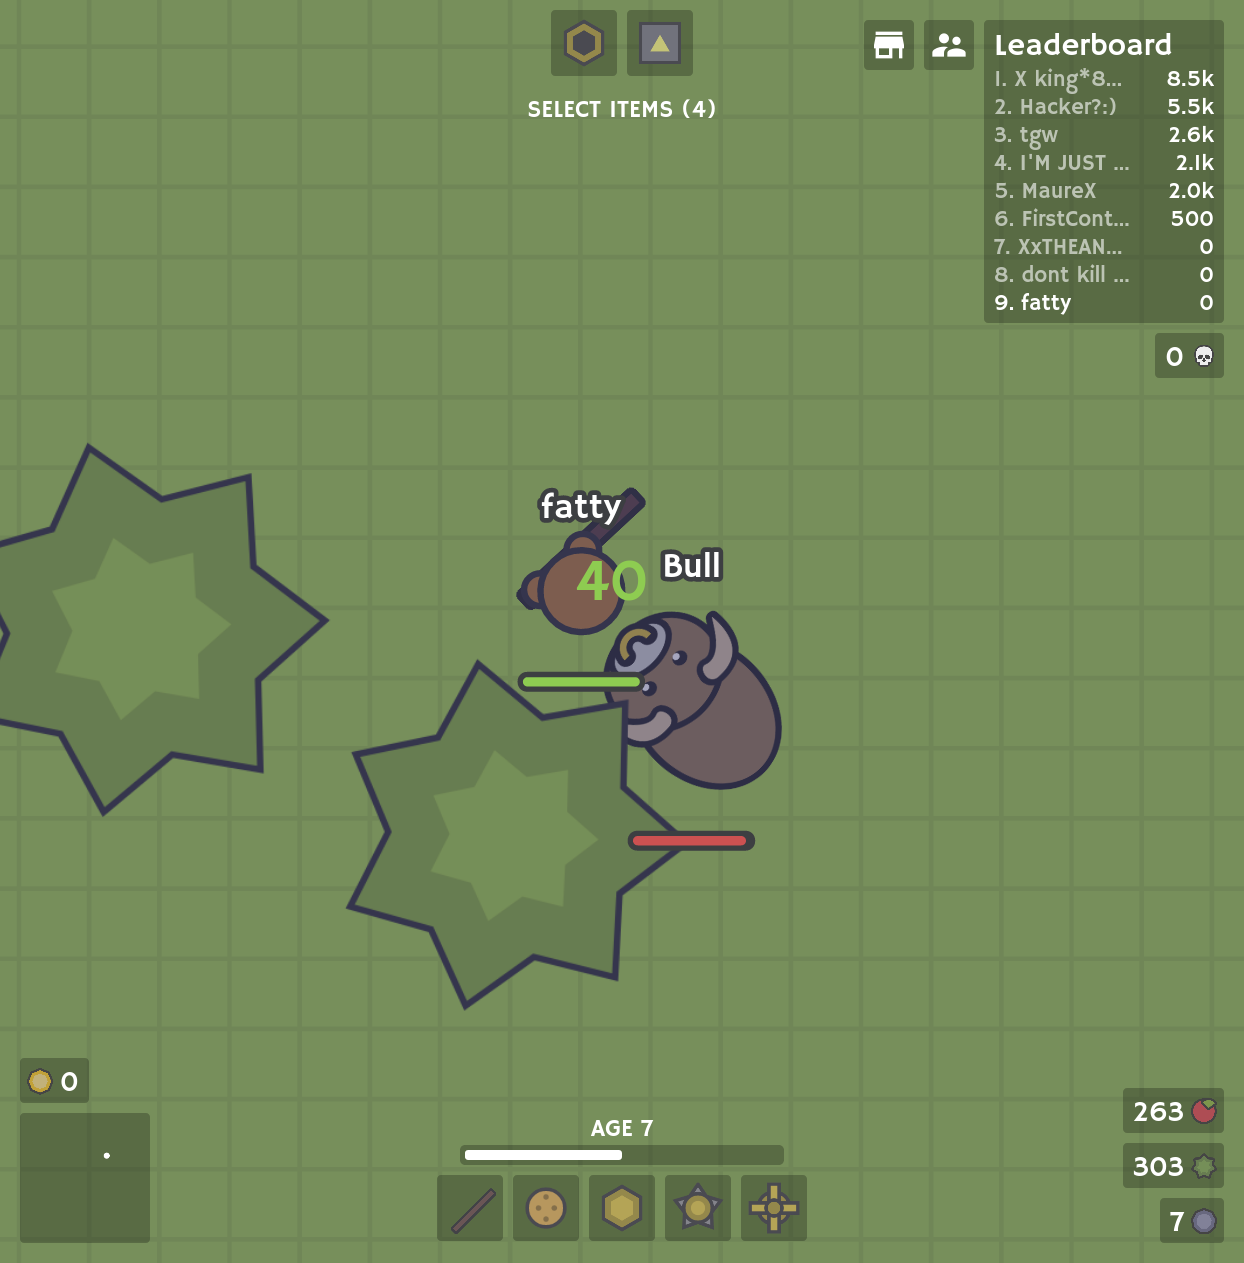 SELECT ITEMS (4)
Leaderboard
1. X king*8... 8.5k
2. Hacker?:) 5.5k
3. tgw 2.6k
4. I'M JUST ... 2.1k
5. MaureX 2.0k
6. FirstCont... 500
7. XxTHEAN... 0
8. dont kill ... 0
9. fatty 0
0
fatty
Bull
40
0
AGE 7
263
303
7